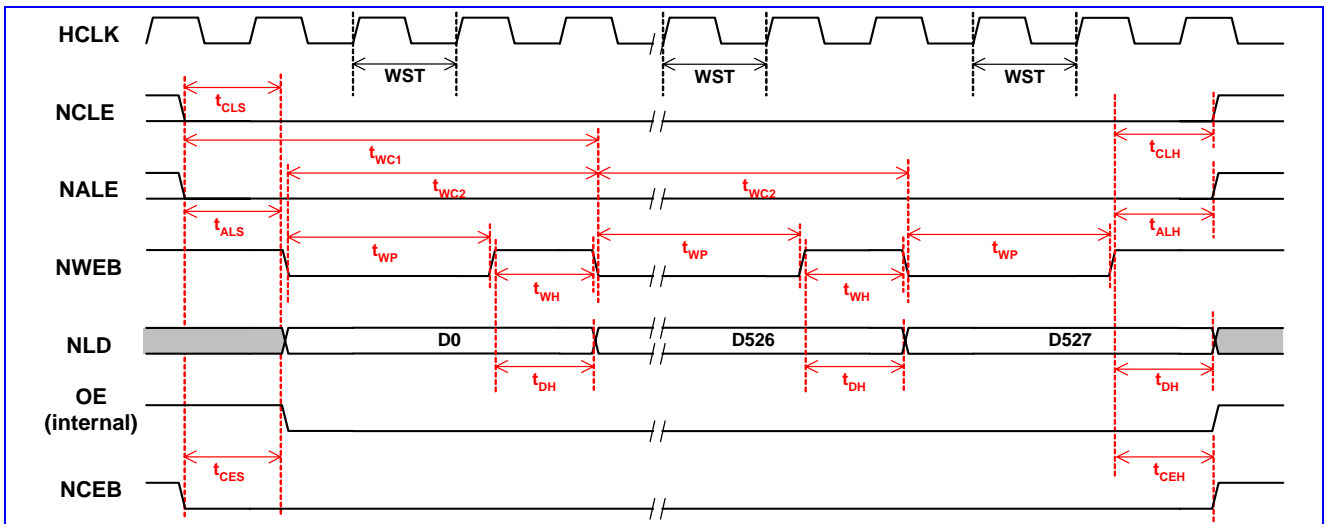 HCLK
WST WST WST
NCLE
tCLS
tWC1
tCLH
NALE
tWC2 tWC2
tALS
tALH
NWEB
tWP tWP tWP
tWH tWH
NLD
D0 D526 D527
tDH tDH tDH
OE
(internal)
tCES
tCEH
NCEB